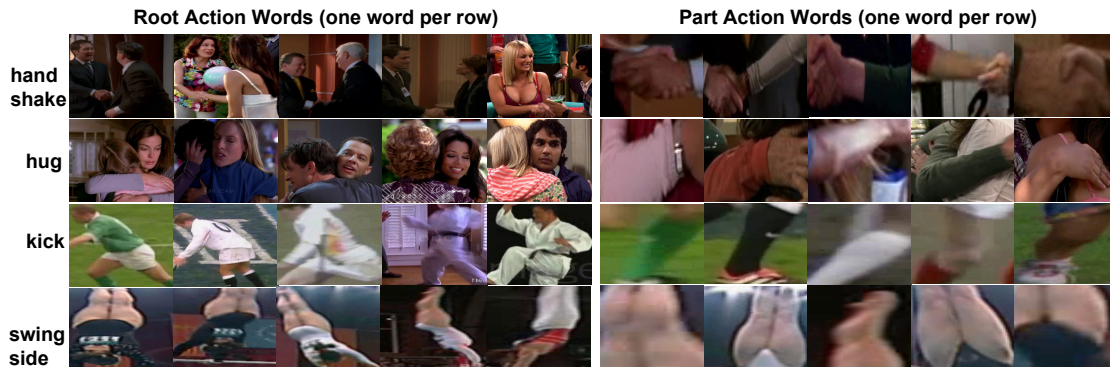 Root Action Words (one word per row)
Part Action Words (one word per row)
hand
shake
hug
kick
swing
side